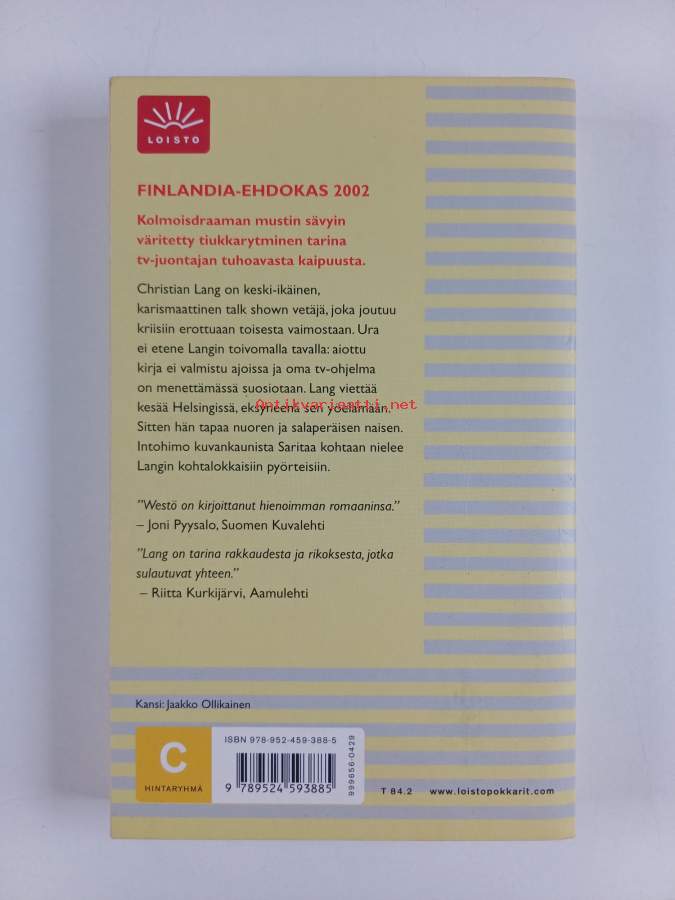 LOISTO
FINLANDIA-EHDOKAS 2002
Kolmoisdraaman mustin sävyin
väritetty tiukkarytminen tarina
tv-juontajan tuhoavasta kaipuusta.
Christian Lang on keski-ikäinen,
karismaattinen talk shown vetäjä, joka joutuu
kriisiin erottuaan toisesta vaimostaan. Ura
ei etene Langin toivomalla tavalla: aiottu
kirja ei valmistu ajoissa ja oma tv-ohjelma
on menettämässä suosiotaan. Lang viettää
Antikvariaatti.net
kesää Helsingissä, eksyneenä sen yöelämään.
Sitten hän tapaa nuoren ja salaperäisen naisen.
Intohimo kuvankaunista Saritaa kohtaan nielee
Langin kohtalokkaisiin pyörteisiin.
"Westö on kirjoittanut hienoimman romaaninsa."
– Joni Pyysalo, Suomen Kuvalehti
"Lang on tarina rakkaudesta ja rikoksesta, jotka
sulautuvat yhteen."
– Riitta Kurkijärvi, Aamulehti
Kansi: Jaakko Ollikainen
C
HINTARYHMÄ
ISBN 978-952-459-388-5
9 789524 593885
999656-0429
T 84.2 www.loistopokkarit.com